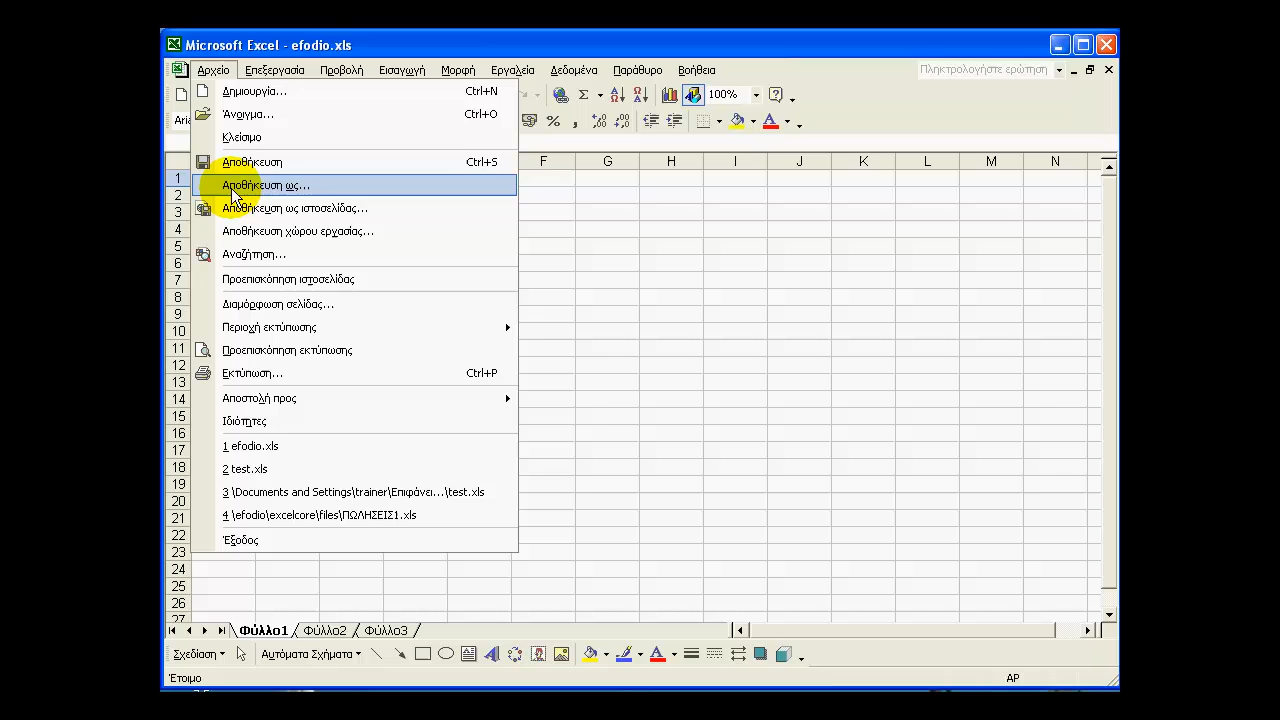 Microsoft Excel - efodio.xls
Αρχείο Επεξεργασία Προβολή Εισαγωγή Μορφή Εργαλεία Δεδομένα Παράθυρο Βοήθεια Πληκτρολογήστε ερώτηση
Δημιουργία... Ctrl+N
100%
Άνοιγμα... Ctrl+O
Aria
Κλείσιμο
Αποθήκευση Ctrl+S
F G H I J K L M N
Αποθήκευση ως...
Αποθήκευση ως ιστοσελίδας...
Αποθήκευση χώρου εργασίας...
Αναζήτηση...
Προεπισκόπηση ιστοσελίδας
Διαμόρφωση σελίδας...
Περιοχή εκτύπωσης
Προεπισκόπηση εκτύπωσης
Εκτύπωση... Ctrl+P
Αποστολή προς
Ιδιότητες
1 efodio.xls
2 test.xls
3 \Documents and Settings\trainer\Επιφάνει...\test.xls
4 \efodio\excelcore\files\ΠΩΛΗΣΕΙΣ1.xls
Έξοδος
1
2
3
4
5
6
7
8
9
10
11
12
13
14
15
16
17
18
19
20
21
22
23
24
25
26
27
Φύλλο1 Φύλλο2 Φύλλο3
Σχεδίαση Αυτόματα Σχήματα
Έτοιμο AP